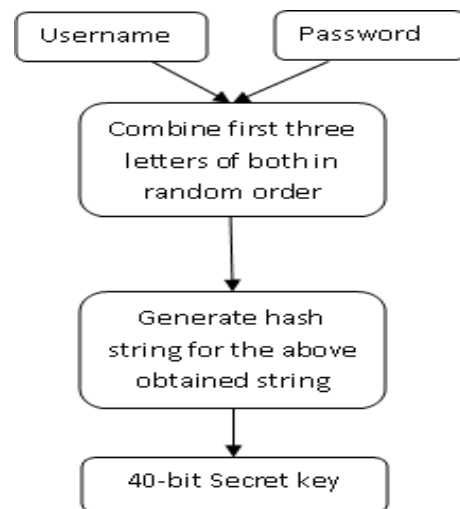 Username
Password
Combine first three
letters of both in
random order
Generate hash
string for the above
obtained string
40-bit Secret key